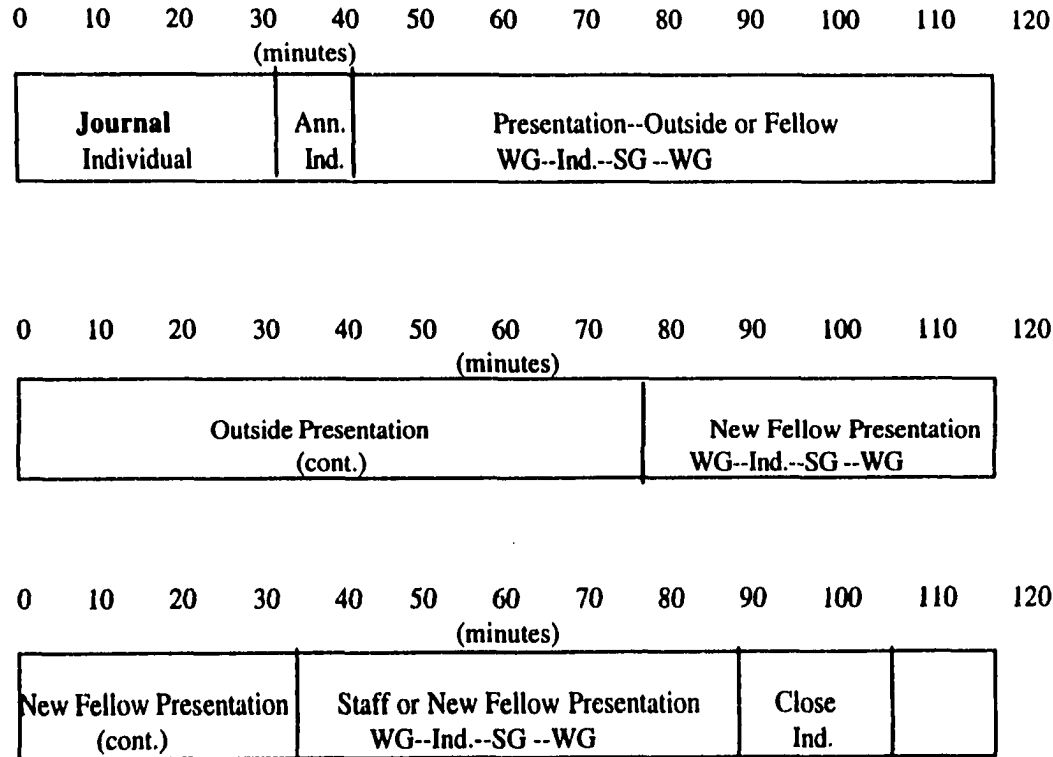 0 10 20 30 40 50 60 70 80 90 100 110 120
(minutes)
Journal Ann. Presentation--Outside or Fellow
Individual Ind. WG--Ind.--SG --WG
0 10 20 30 40 50 60 70 80 90 100 110 120
(minutes)
Outside Presentation New Fellow Presentation
(cont.) WG--Ind.--SG --WG
0 10 20 30 40 50 60 70 80 90 100 110 120
(minutes)
New Fellow Presentation Staff or New Fellow Presentation Close
(cont.) WG--Ind.--SG --WG Ind.